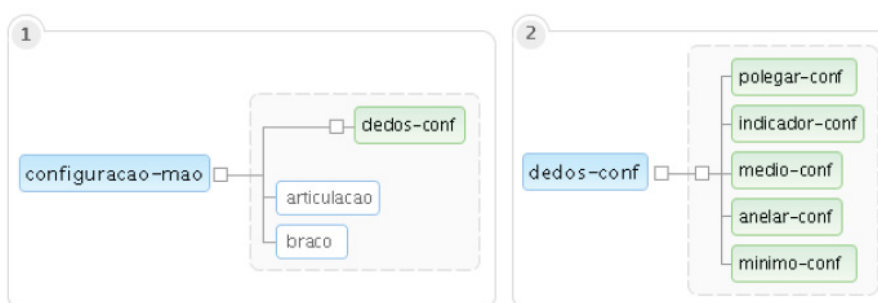 1
configuracao-mao
dedos-conf
articulacao
braco
2
dedos-conf
polegar-conf
indicador-conf
medio-conf
anelar-conf
minimo-conf